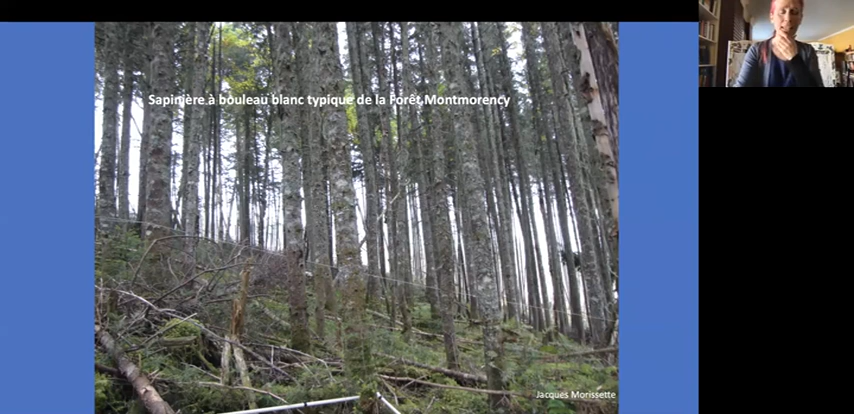 Sapinière à bouleau blanc typique de la Forêt Montmorency
Jacques Morissette